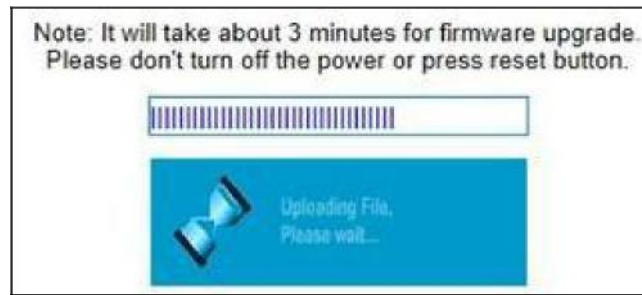 Note: It will take about 3 minutes for firmware upgrade.
Please don't turn off the power or press reset button.
Uploading File,
Please wait...